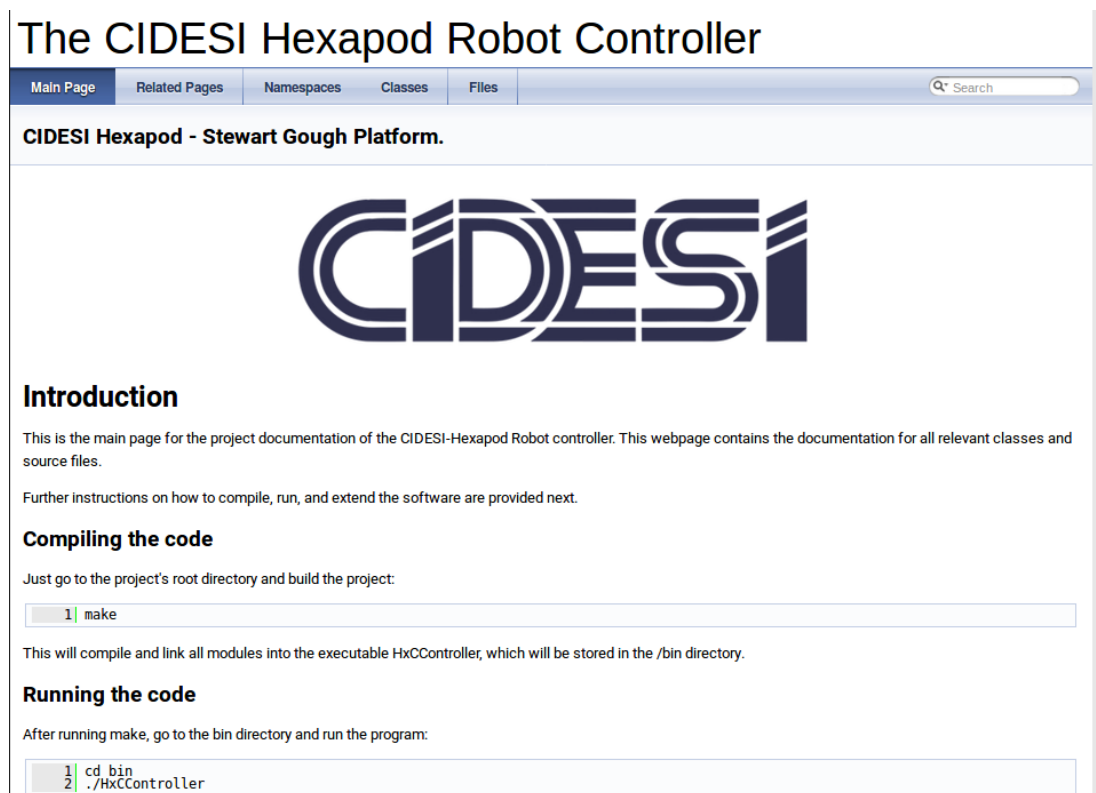 The CIDESI Hexapod Robot Controller
Main Page Related Pages Namespaces Classes Files Search
CIDESI Hexapod - Stewart Gough Platform.
CIDESI
Introduction
This is the main page for the project documentation of the CIDESI-Hexapod Robot controller. This webpage contains the documentation for all relevant classes and
source files.
Further instructions on how to compile, run, and extend the software are provided next.
Compiling the code
Just go to the project's root directory and build the project:
1 make
This will compile and link all modules into the executable HxCController, which will be stored in the /bin directory.
Running the code
After running make, go to the bin directory and run the program:
1 cd bin
2 ./HxCController